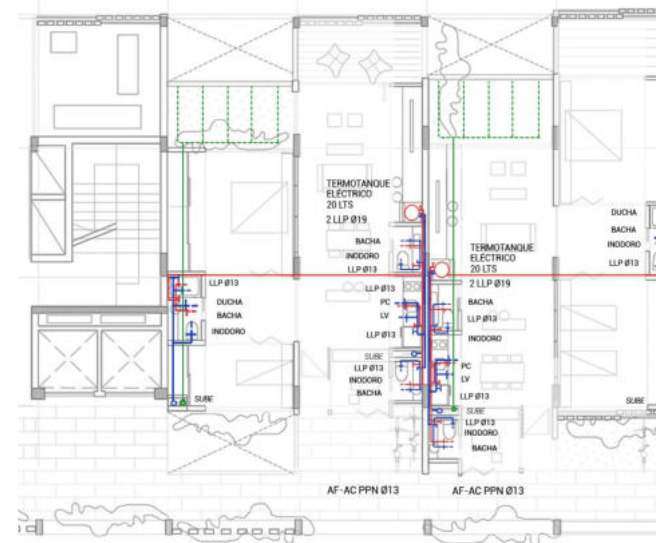 TERMOTANQUE
ELÉCTRICO
20 LTS
2 LLP Ø19
BACHA
INODORO
LLP Ø13
LLP Ø13
PC
LV
LLP Ø13
SUBE
LLP Ø13
INODORO
BACHA
LLP Ø13
DUCHA
BACHA
INODORO
SUBE
TERMOTANQUE
ELÉCTRICO
20 LTS
2 LLP Ø19
BACHA
LLP Ø13
INODORO
PC
LV
LLP Ø13
SUBE
LLP Ø13
INODORO
BACHA
DUCHA
BACHA
INODORO
LLP Ø13
SUBE
AF-AC PPN Ø13
AF-AC PPN Ø13